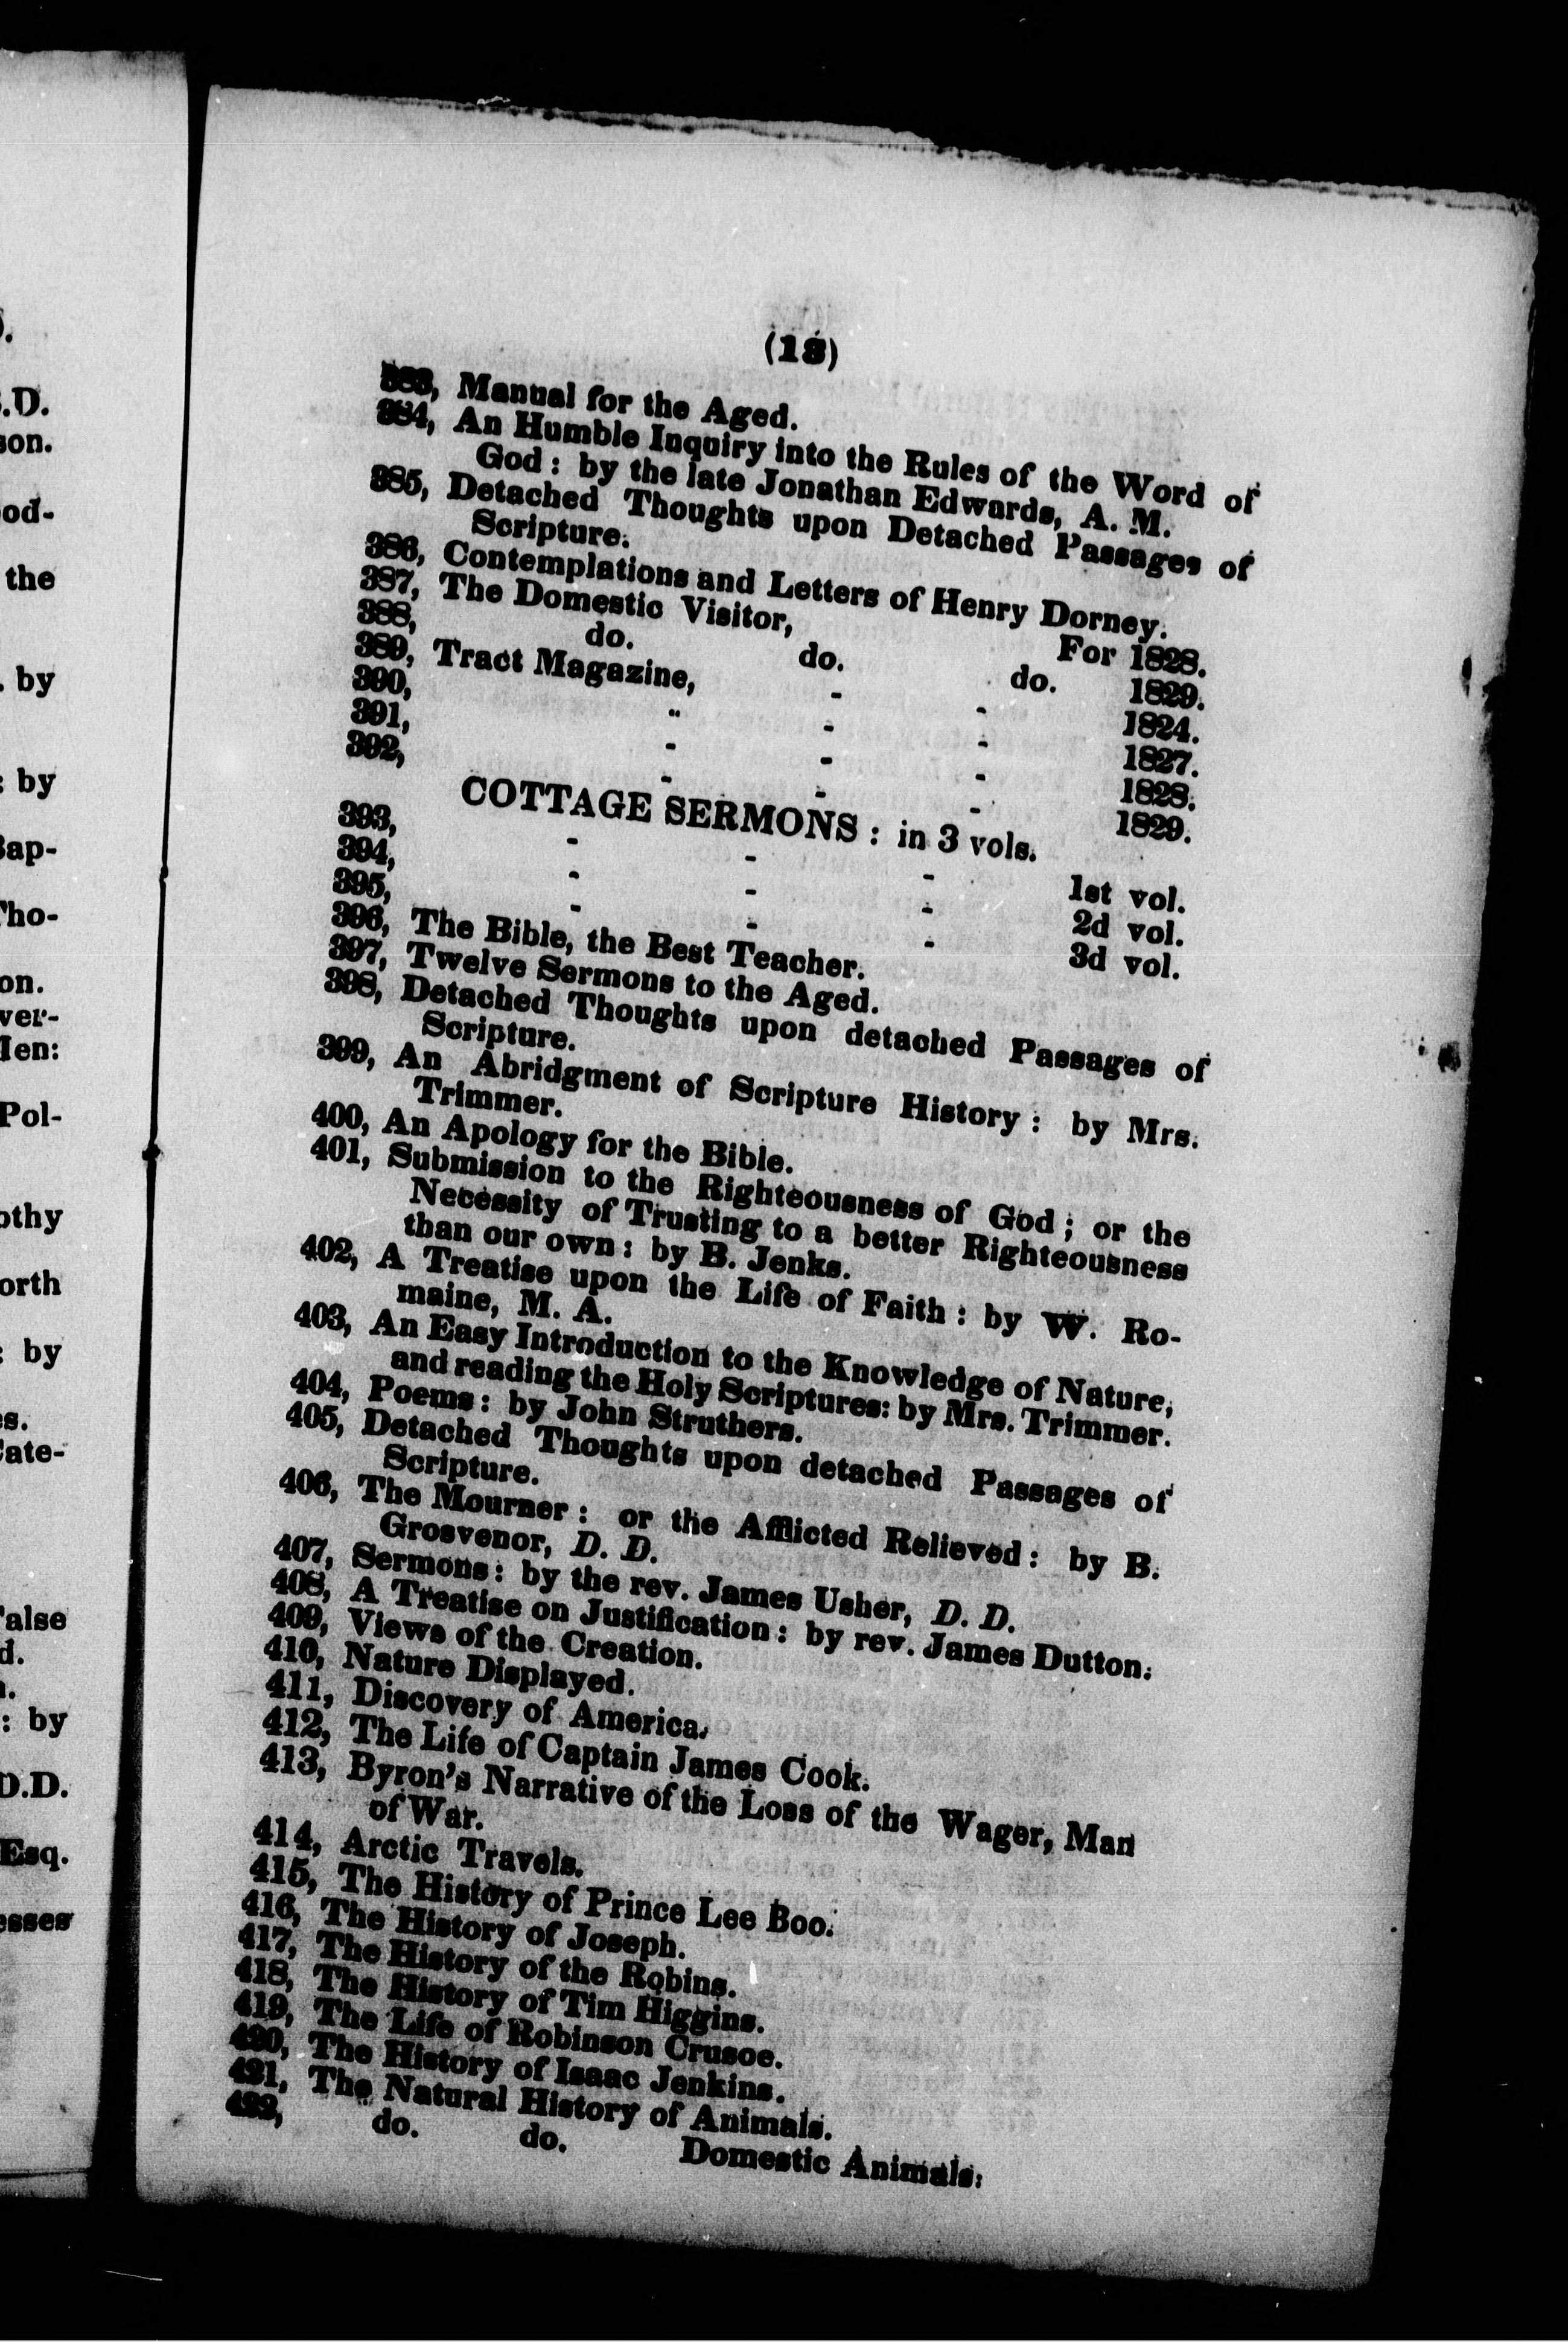 (13)
383, Manual for the Aged.
384, An Humble Inquiry into the Rules of the Word of
God : by the late Jonathan Edwards, A. M.
385, Detached Thoughts upon Detached Passages of
Scripture.
386, Contemplations and Letters of Henry Dorney.
387, The Domestic Visitor, For 1828.
388, do. do. do. 1829.
389, Tract Magazine, - - 1824.
390, - - - 1827.
391, - - - 1828.
392, - - - 1829.
COTTAGE SERMONS : in 3 vols.
393, - - - 1st vol.
394, - - - 2d vol.
395, - - - 3d vol.
396, The Bible, the Best Teacher.
397, Twelve Sermons to the Aged.
398, Detached Thoughts upon detached Passages of
Scripture.
399, An Abridgment of Scripture History : by Mrs.
Trimmer.
400, An Apology for the Bible.
401, Submission to the Righteousness of God ; or the
Necessity of Trusting to a better Righteousness
than our own : by B. Jenks.
402, A Treatise upon the Life of Faith : by W. Ro-
maine, M. A.
403, An Easy Introduction to the Knowledge of Nature,
and reading the Holy Scriptures: by Mrs. Trimmer.
404, Poems : by John Struthers.
405, Detached Thoughts upon detached Passages of
Scripture.
406, The Mourner : or the Afflicted Relieved : by B.
Grosvenor, D. D.
407, Sermons : by the rev. James Usher, D. D.
408, A Treatise on Justification : by rev. James Dutton.
409, Views of the Creation.
410, Nature Displayed.
411, Discovery of America.
412, The Life of Captain James Cook.
413, Byron's Narrative of the Loss of the Wager, Man
of War.
414, Arctic Travels.
415, The History of Prince Lee Boo.
416, The History of Joseph.
417, The History of the Robins.
418, The History of Tim Higgins.
419, The Life of Robinson Crusoe.
420, The History of Isaac Jenkins.
421, The Natural History of Animals.
422, do. do. Domestic Animals.